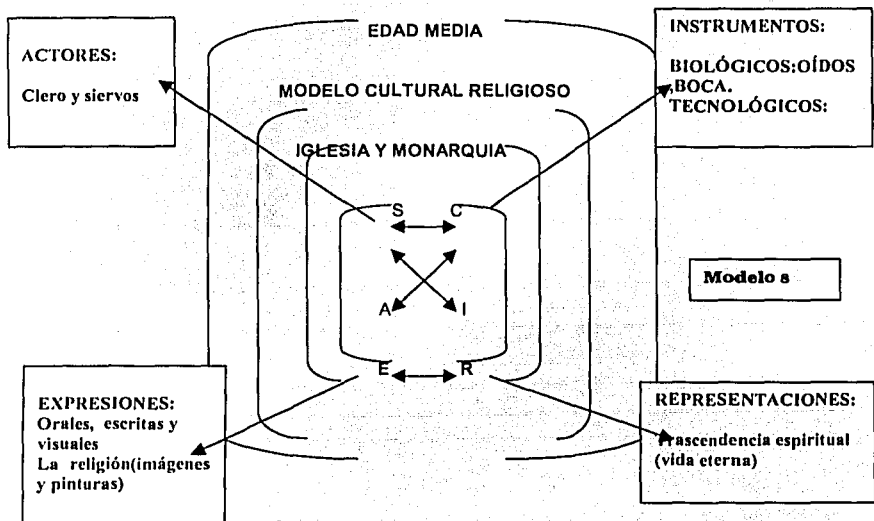 EDAD MEDIA
INSTRUMENTOS:
BIOLÓGICOS:OÍDOS
,BOCA.
TECNOLÓGICOS:
ACTORES:
Clero y siervos
MODELO CULTURAL RELIGIOSO
IGLESIA Y MONARQUIA
S C
A I
E R
Modelo 8
EXPRESIONES:
Orales, escritas y
visuales
La religión(imágenes
y pinturas)
REPRESENTACIONES:
Trascendencia espiritual
(vida eterna)